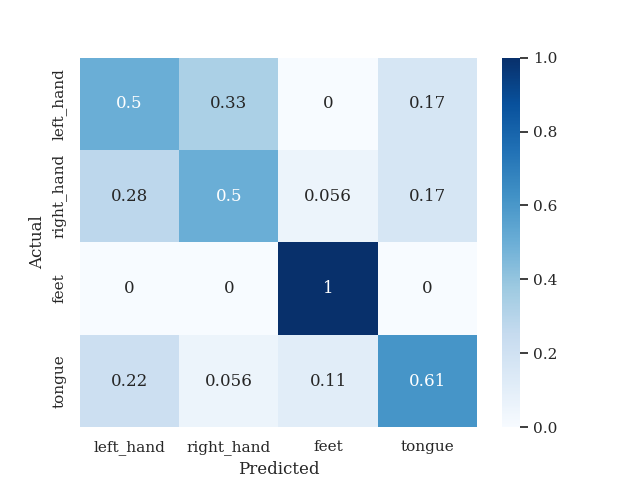 left_hand 0.5 0.33 0 0.17
right_hand 0.28 0.5 0.056 0.17
feet 0 0 1 0
tongue 0.22 0.056 0.11 0.61
left_hand right_hand feet tongue
Predicted
Actual
1.0
0.8
0.6
0.4
0.2
0.0